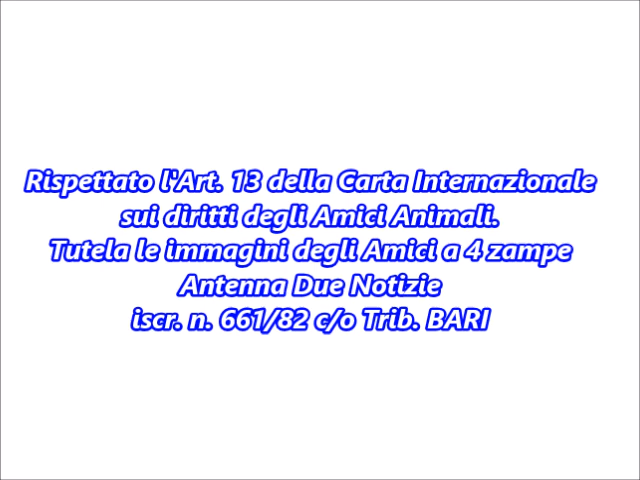 Rispettato l'Art. 13 della Carta Internazionale
sui diritti degli Amici Animali.
Tutela le immagini degli Amici a 4 zampe
Antenna Due Notizie
iscr. n. 661/82 c/o Trib. BARI